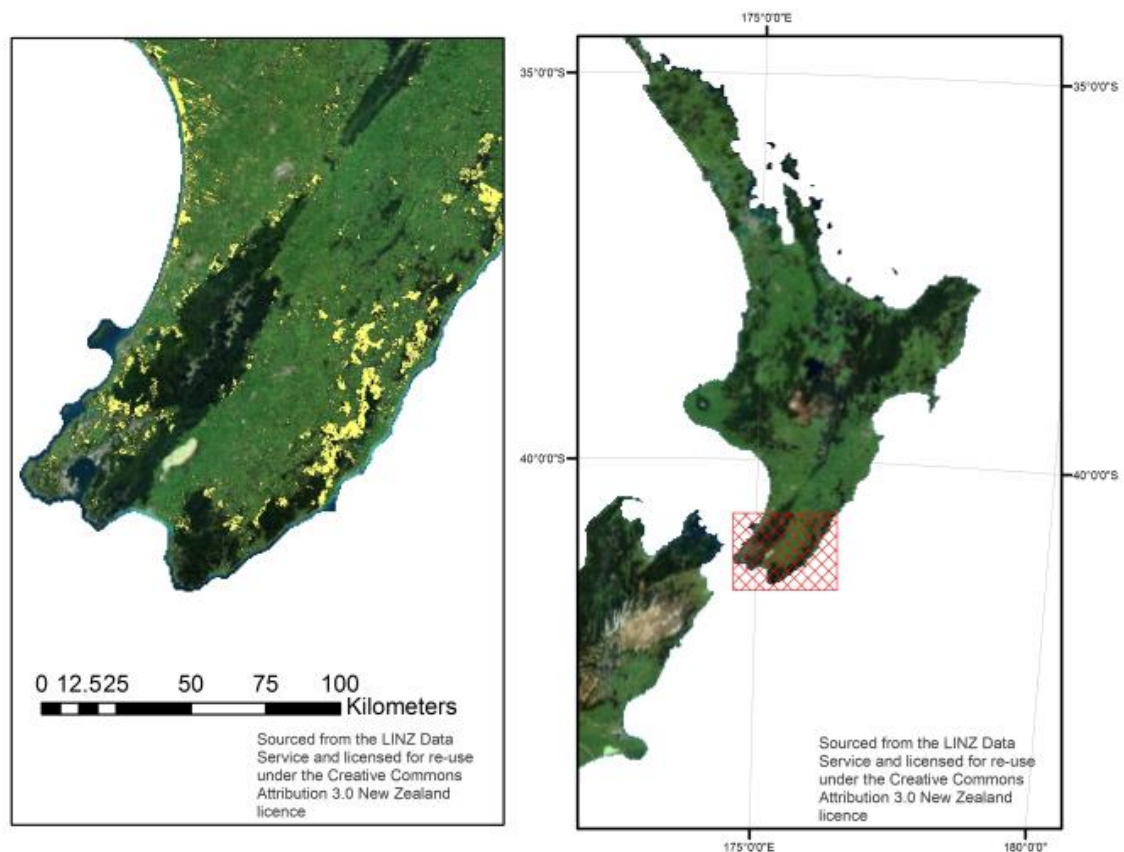 0 12.525 50 75 100
Kilometers
Sourced from the LINZ Data
Service and licensed for re-use
under the Creative Commons
Attribution 3.0 New Zealand
licence
175°0'0"E
35°0'0"S
35°0'0"S
40°0'0"S
40°0'0"S
Sourced from the LINZ Data
Service and licensed for re-use
under the Creative Commons
Attribution 3.0 New Zealand
licence
175°0'0"E
180°0'0"